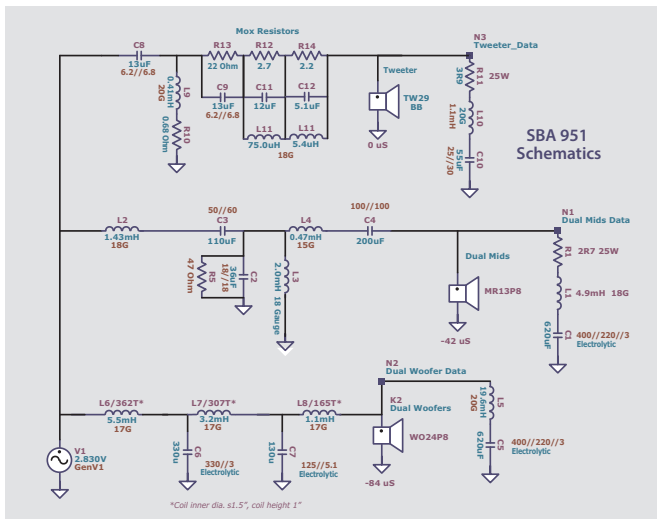 Mox Resistors
C8
13uF
6.2//6.8
R13
22 Ohm
R12
2.7
R14
2.2
C9
13uF
6.2//6.8
C11
12uF
C12
5.1uF
L11
75.0uH
L11
5.4uH
18G
L9
0.41mH
20G
R10
0.68 Ohm
Tweeter
TW29
BB
0 uS
N3
Tweeter_Data
R11
3R9
25W
L10
20G
1.1mH
C10
55uF
25//30
SBA 951
Schematics
L2
1.43mH
18G
50//60
C3
110uF
L4
0.47mH
15G
100//100
C4
200uF
R5
47 Ohm
C2
36uF
18//18
L3
2.0mH
18 Gauge
Dual Mids
MR13P8
-42 uS
N1
Dual Mids Data
R1
2R7 25W
L1
4.9mH 18G
C1
620uF
400//220//3
Electrolytic
N2
Dual Woofer Data
K2
Dual Woofers
WO24P8
-84 uS
L5
19.6mH
20G
C5
620uF
400//220//3
Electrolytic
L6/362T*
5.5mH
17G
L7/307T*
3.2mH
17G
L8/165T*
1.1mH
17G
C6
330u
330//3
Electrolytic
C7
130u
125//5.1
Electrolytic
V1
2.830V
GenV1
*Coil inner dia. s1.5", coil height 1"